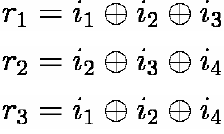 r₁ = i₁ ⊕ i₂ ⊕ i₃
r₂ = i₂ ⊕ i₃ ⊕ i₄
r₃ = i₁ ⊕ i₂ ⊕ i₄